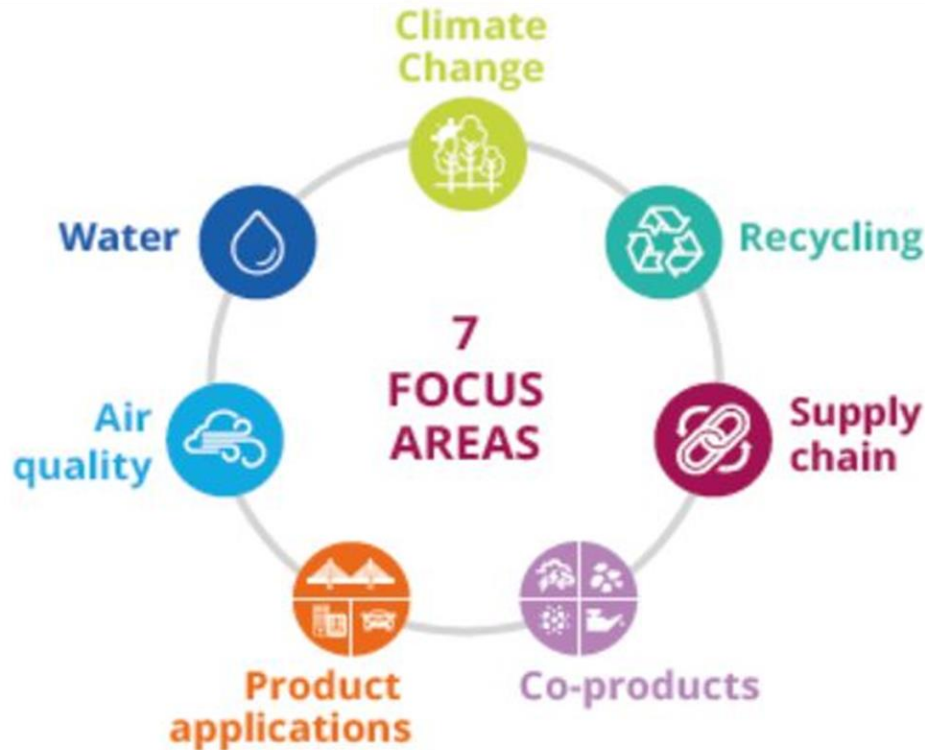 Climate
Change
Water
Recycling
7
FOCUS
AREAS
Air
quality
Supply
chain
Product
applications
Co-products